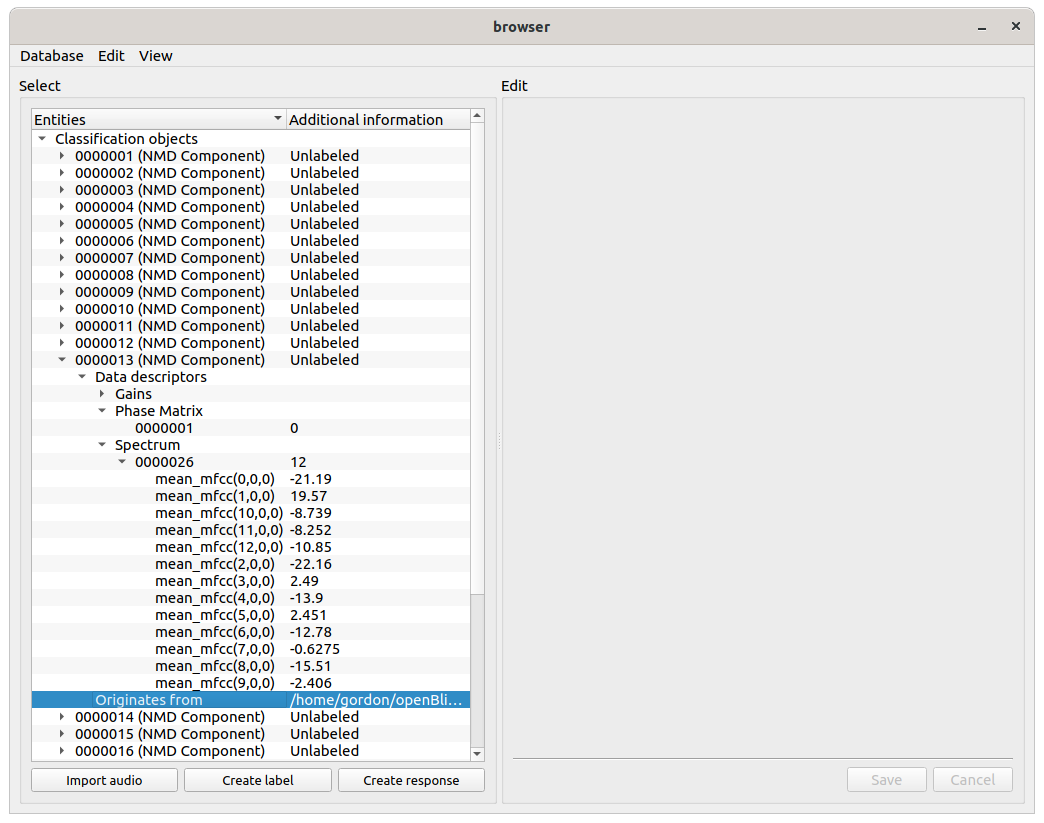 browser
Database Edit View
Select
Entities Additional information
Classification objects
0000001 (NMD Component) Unlabeled
0000002 (NMD Component) Unlabeled
0000003 (NMD Component) Unlabeled
0000004 (NMD Component) Unlabeled
0000005 (NMD Component) Unlabeled
0000006 (NMD Component) Unlabeled
0000007 (NMD Component) Unlabeled
0000008 (NMD Component) Unlabeled
0000009 (NMD Component) Unlabeled
0000010 (NMD Component) Unlabeled
0000011 (NMD Component) Unlabeled
0000012 (NMD Component) Unlabeled
0000013 (NMD Component) Unlabeled
Data descriptors
Gains
Phase Matrix
0000001 0
Spectrum
0000026 12
mean_mfcc(0,0,0) -21.19
mean_mfcc(1,0,0) 19.57
mean_mfcc(10,0,0) -8.739
mean_mfcc(11,0,0) -8.252
mean_mfcc(12,0,0) -10.85
mean_mfcc(2,0,0) -22.16
mean_mfcc(3,0,0) 2.49
mean_mfcc(4,0,0) -13.9
mean_mfcc(5,0,0) 2.451
mean_mfcc(6,0,0) -12.78
mean_mfcc(7,0,0) -0.6275
mean_mfcc(8,0,0) -15.51
mean_mfcc(9,0,0) -2.406
Originates from /home/gordon/openBli...
0000014 (NMD Component) Unlabeled
0000015 (NMD Component) Unlabeled
0000016 (NMD Component) Unlabeled
Import audio Create label Create response
Edit
Save Cancel